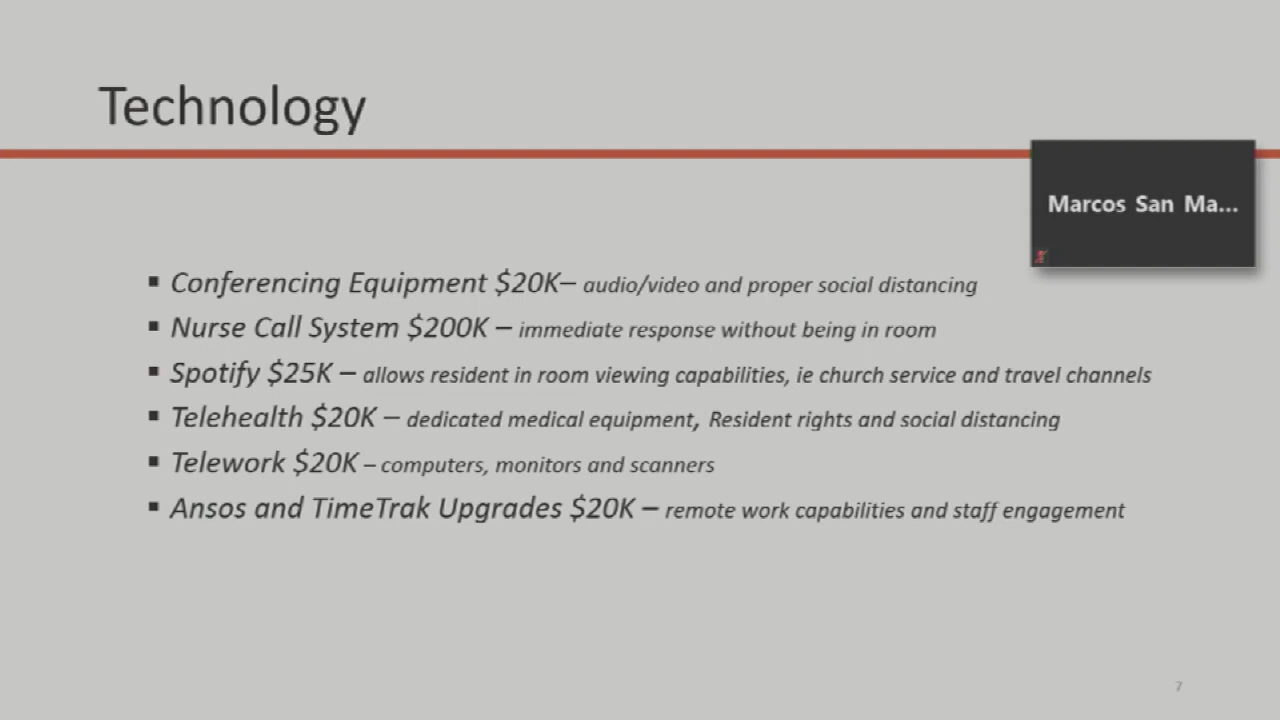 Technology
Marcos San Ma...
▪ Conferencing Equipment $20K– audio/video and proper social distancing
▪ Nurse Call System $200K – immediate response without being in room
▪ Spotify $25K – allows resident in room viewing capabilities, ie church service and travel channels
▪ Telehealth $20K – dedicated medical equipment, Resident rights and social distancing
▪ Telework $20K – computers, monitors and scanners
▪ Ansos and TimeTrak Upgrades $20K – remote work capabilities and staff engagement
7